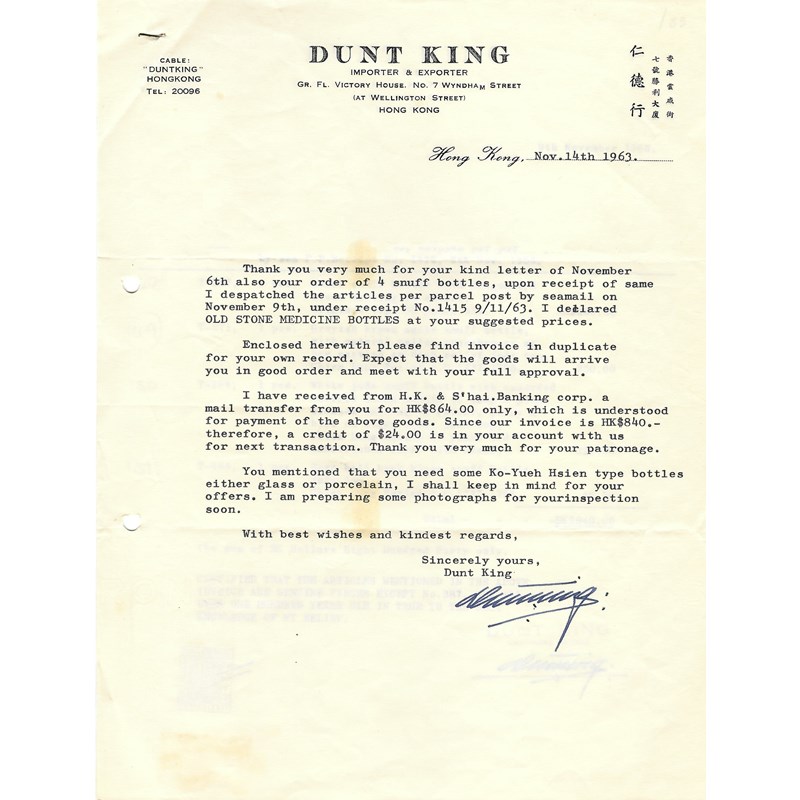 CABLE:
"DUNTKING"
HONGKONG
TEL: 20096
DUNT KING
IMPORTER & EXPORTER
GR. FL. VICTORY HOUSE. NO. 7 WYNDHAM STREET
(AT WELLINGTON STREET)
HONG KONG
香港雲咸街
七號勝利大廈
仁德行
Hong Kong, Nov.14th 1963.
Thank you very much for your kind letter of November
6th also your order of 4 snuff bottles, upon receipt of same
I despatched the articles per parcel post by seamail on
November 9th, under receipt No.1415 9/11/63. I declared
OLD STONE MEDICINE BOTTLES at your suggested prices.
Enclosed herewith please find invoice in duplicate
for your own record. Expect that the goods will arrive
you in good order and meet with your full approval.
I have received from H.K. & S'hai.Banking corp. a
mail transfer from you for HK$864.00 only, which is understood
for payment of the above goods. Since our invoice is HK$840.-
therefore, a credit of $24.00 is in your account with us
for next transaction. Thank you very much for your patronage.
You mentioned that you need some Ko-Yueh Hsien type bottles
either glass or porcelain, I shall keep in mind for your
offers. I am preparing some photographs for yourinspection
soon.
With best wishes and kindest regards,
Sincerely yours,
Dunt King